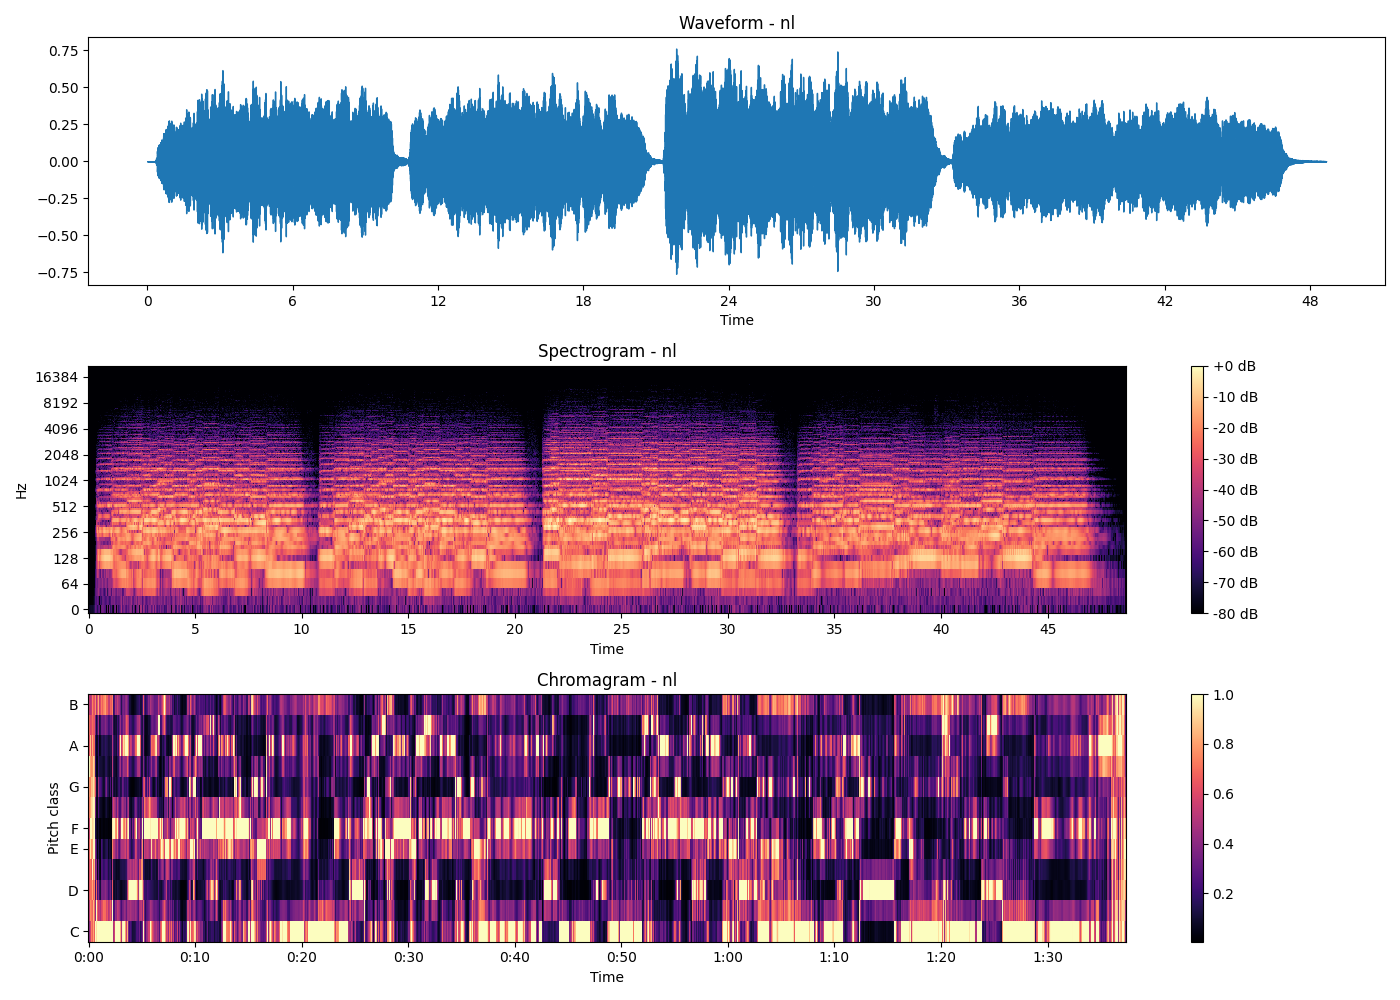 Waveform - nl
0.75
0.50
0.25
0.00
−0.25
−0.50
−0.75
0 6 12 18 24 30 36 42 48
Time
Spectrogram - nl
16384
8192
4096
2048
1024
512
256
128
64
0
Hz
0 5 10 15 20 25 30 35 40 45
Time
+0 dB
-10 dB
-20 dB
-30 dB
-40 dB
-50 dB
-60 dB
-70 dB
-80 dB
Chromagram - nl
B
A
G
F
E
D
C
Pitch class
0:00 0:10 0:20 0:30 0:40 0:50 1:00 1:10 1:20 1:30
Time
1.0
0.8
0.6
0.4
0.2